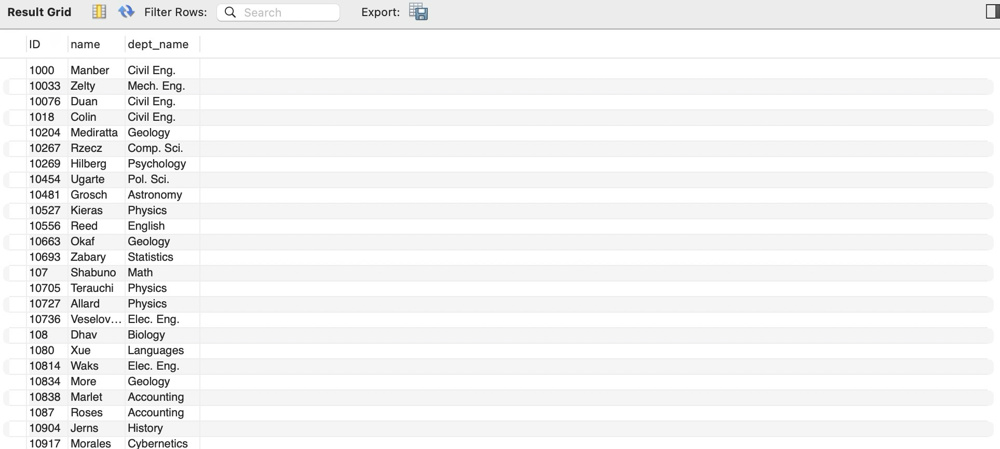 Result Grid Filter Rows: Search Export:
ID name dept_name
1000 Manber Civil Eng.
10033 Zelty Mech. Eng.
10076 Duan Civil Eng.
1018 Colin Civil Eng.
10204 Mediratta Geology
10267 Rzecz Comp. Sci.
10269 Hilberg Psychology
10454 Ugarte Pol. Sci.
10481 Grosch Astronomy
10527 Kieras Physics
10556 Reed English
10663 Okaf Geology
10693 Zabary Statistics
107 Shabuno Math
10705 Terauchi Physics
10727 Allard Physics
10736 Veselov... Elec. Eng.
108 Dhav Biology
1080 Xue Languages
10814 Waks Elec. Eng.
10834 More Geology
10838 Marlet Accounting
1087 Roses Accounting
10904 Jerns History
10917 Morales Cybernetics